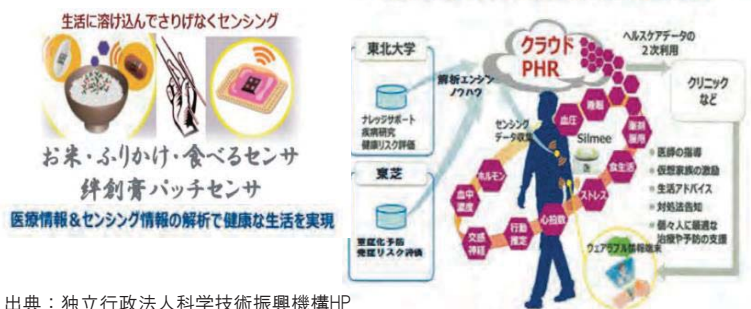 生活に溶け込んでさりげなくセンシング
お米・ふりかけ・食べるセンサ
絆創膏パッチセンサ
医療情報&センシング情報の解析で健康な生活を実現
東北大学
ナレッジサポート
疾病研究
健康リスク評価
東芝
重症化予防
発症リスク評価
解析エンジン
ノウハウ
クラウド
PHR
ヘルスケアデータの
2次利用
クリニック
など
センシング
データ収集
Silmee
血圧
睡眠
薬剤
服用
食生活
ストレス
心拍数
行動
推定
交感
神経
血中
濃度
ホルモン
医師の指導
仮想家族の激励
生活アドバイス
対処法告知
個々人に最適な
治療や予防の支援
ウェアラブル情報端末
出典:独立行政法人科学技術振興機構HP